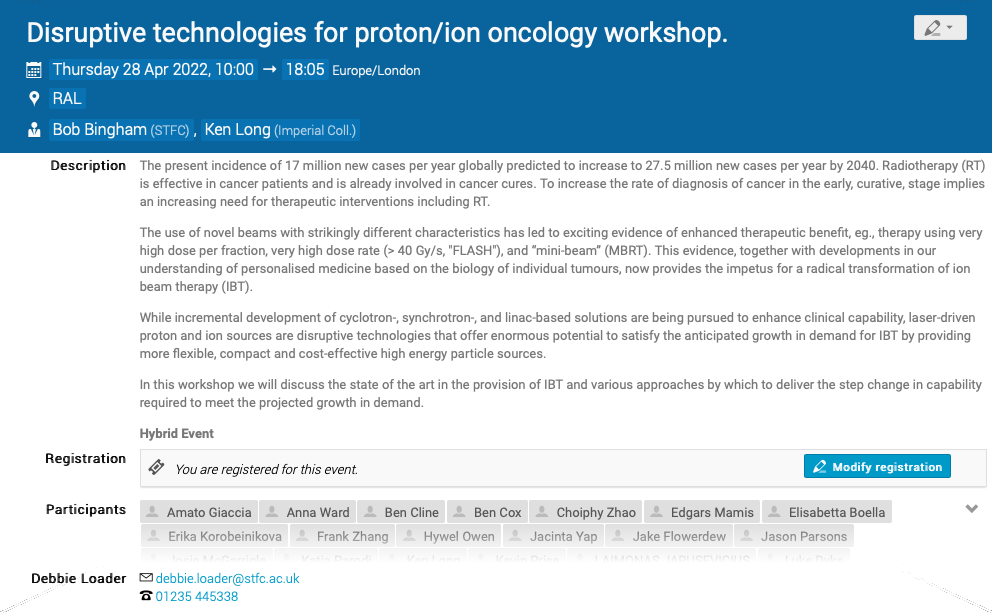 Disruptive technologies for proton/ion oncology workshop.
Thursday 28 Apr 2022, 10:00 → 18:05 Europe/London
RAL
Bob Bingham (STFC) , Ken Long (Imperial Coll.)
Description The present incidence of 17 million new cases per year globally predicted to increase to 27.5 million new cases per year by 2040. Radiotherapy (RT)
is effective in cancer patients and is already involved in cancer cures. To increase the rate of diagnosis of cancer in the early, curative, stage implies
an increasing need for therapeutic interventions including RT.
The use of novel beams with strikingly different characteristics has led to exciting evidence of enhanced therapeutic benefit, eg., therapy using very
high dose per fraction, very high dose rate (> 40 Gy/s, "FLASH"), and “mini-beam” (MBRT). This evidence, together with developments in our
understanding of personalised medicine based on the biology of individual tumours, now provides the impetus for a radical transformation of ion
beam therapy (IBT).
While incremental development of cyclotron-, synchrotron-, and linac-based solutions are being pursued to enhance clinical capability, laser-driven
proton and ion sources are disruptive technologies that offer enormous potential to satisfy the anticipated growth in demand for IBT by providing
more flexible, compact and cost-effective high energy particle sources.
In this workshop we will discuss the state of the art in the provision of IBT and various approaches by which to deliver the step change in capability
required to meet the projected growth in demand.
Hybrid Event
Registration You are registered for this event. Modify registration
Participants Amato Giaccia Anna Ward Ben Cline Ben Cox Choiphy Zhao Edgars Mamis Elisabetta Boella
Erika Korobeinikova Frank Zhang Hywel Owen Jacinta Yap Jake Flowerdew Jason Parsons
Debbie Loader debbie.loader@stfc.ac.uk
01235 445338